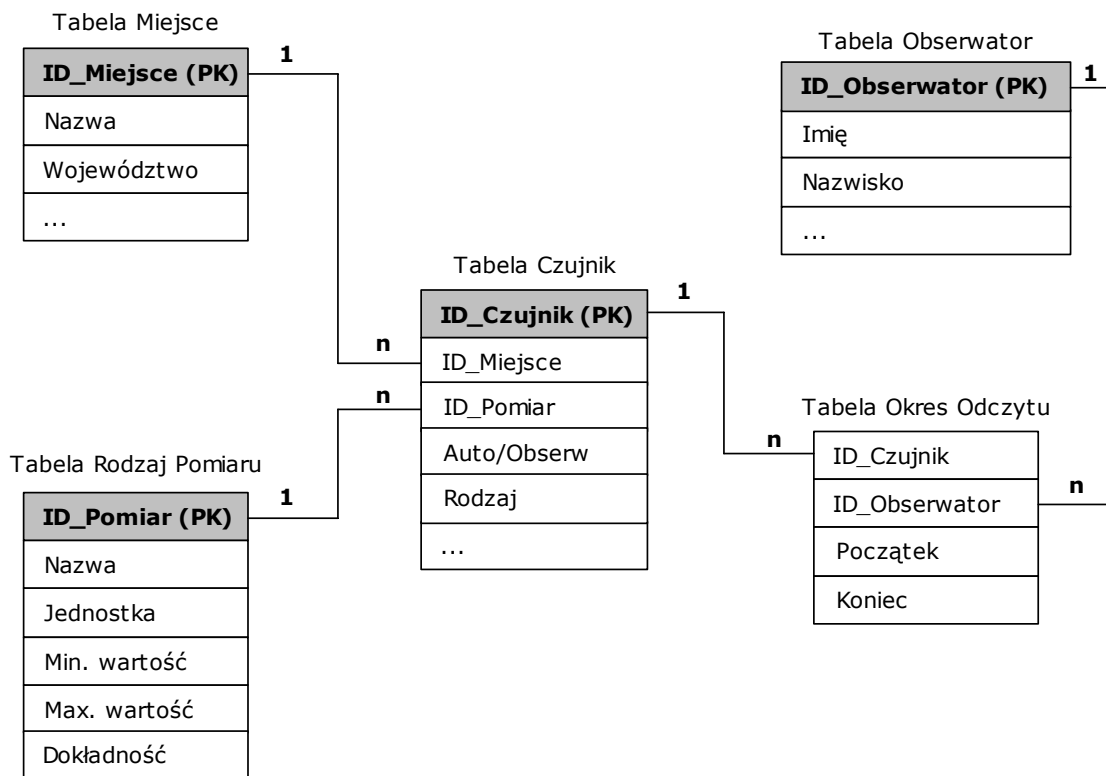 Tabela Miejsce
ID_Miejsce (PK)
Nazwa
Województwo
...
1
n
Tabela Obserwator
ID_Obserwator (PK)
Imię
Nazwisko
...
1
Tabela Czujnik
ID_Czujnik (PK)
ID_Miejsce
ID_Pomiar
Auto/Obserw
Rodzaj
...
1
n
n
Tabela Rodzaj Pomiaru
ID_Pomiar (PK)
Nazwa
Jednostka
Min. wartość
Max. wartość
Dokładność
1
Tabela Okres Odczytu
ID_Czujnik
ID_Obserwator
Początek
Koniec
n